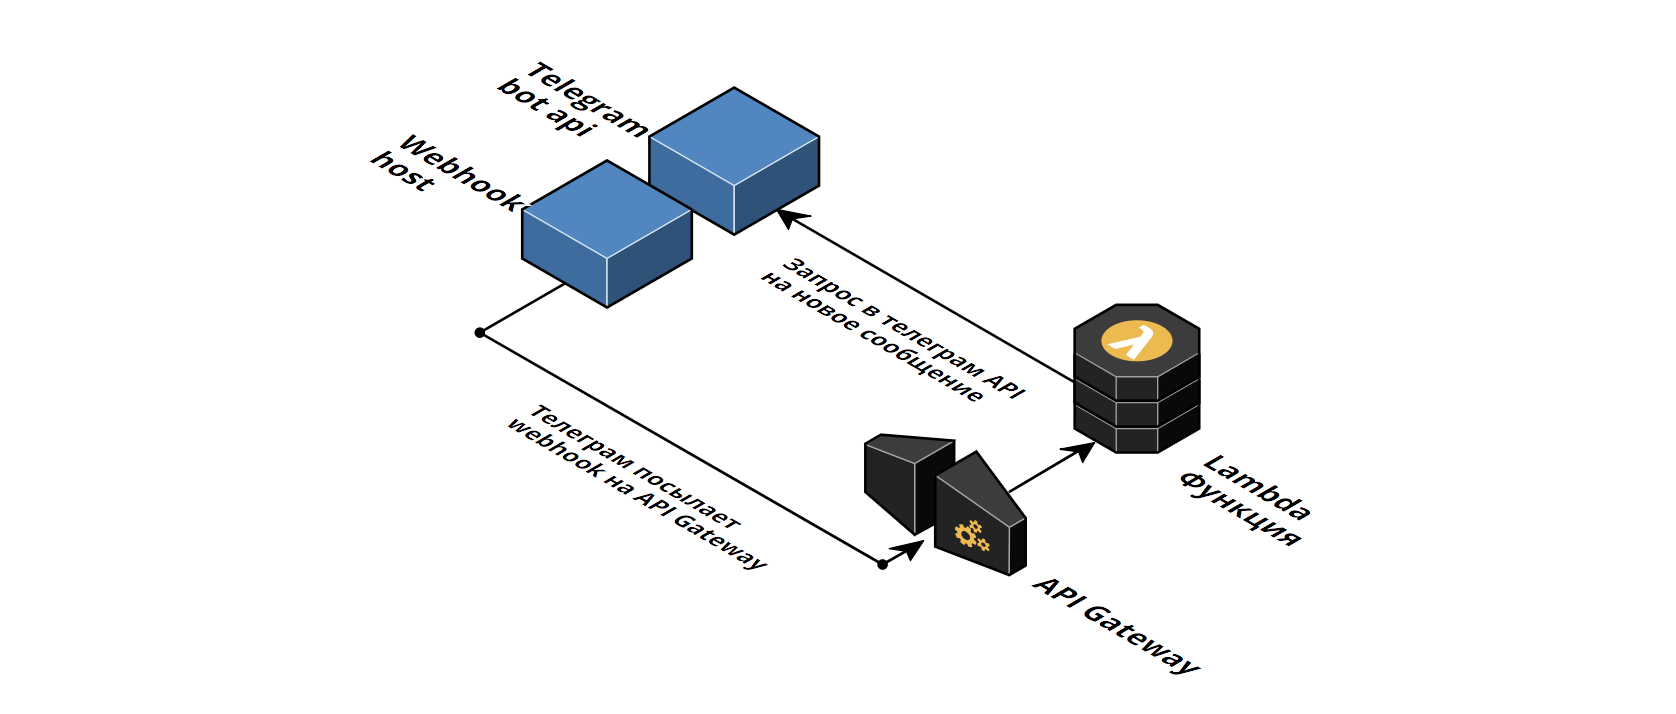 Telegram
bot api
Webhook
host
Запрос в телеграм API
на новое сообщение
Телеграм посылает
webhook на API Gateway
λ
Lambda
Функция
API Gateway